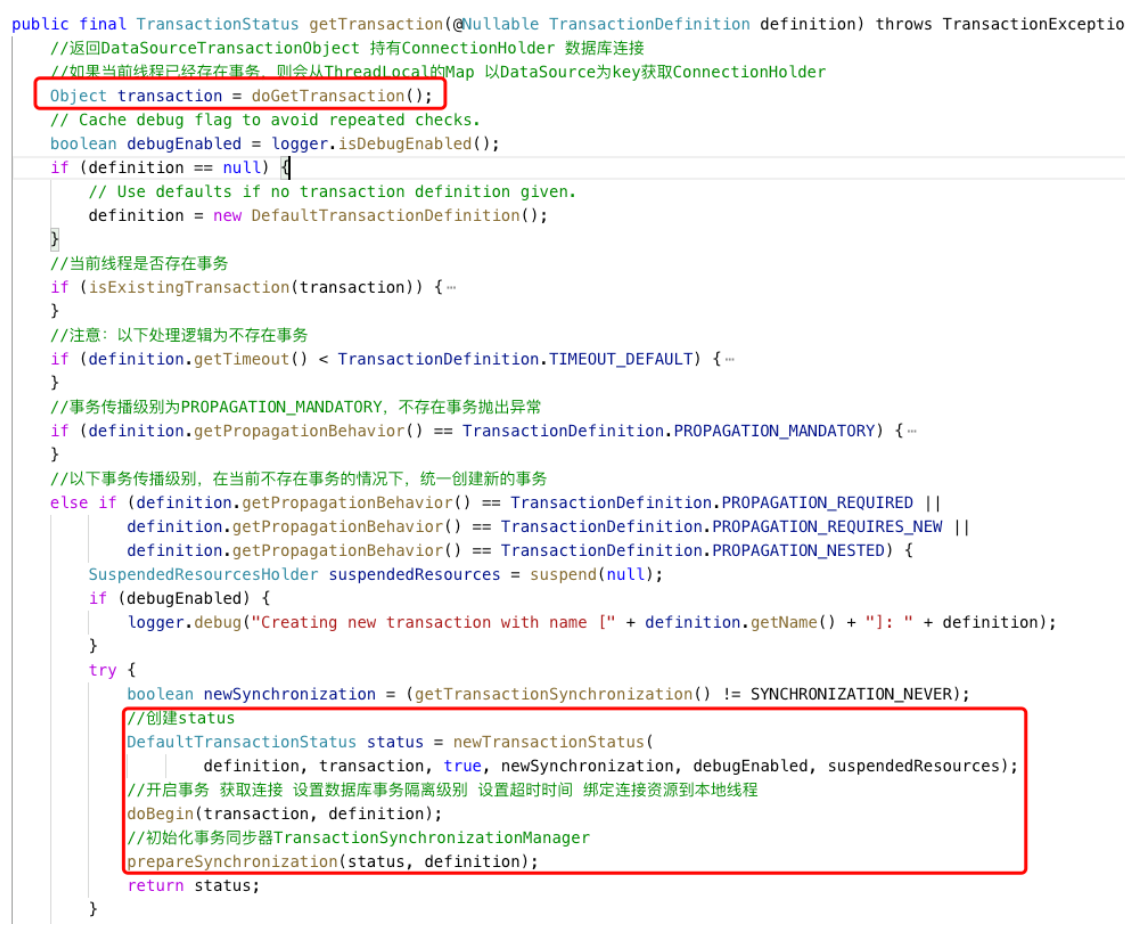 public final TransactionStatus getTransaction(@Nullable TransactionDefinition definition) throws TransactionExceptio
//返回DataSourceTransactionObject 持有ConnectionHolder 数据库连接
//如果当前线程已经存在事务，则会从ThreadLocal的Map 以DataSource为key获取ConnectionHolder
Object transaction = doGetTransaction();
// Cache debug flag to avoid repeated checks.
boolean debugEnabled = logger.isDebugEnabled();
if (definition == null) {
// Use defaults if no transaction definition given.
definition = new DefaultTransactionDefinition();
}
//当前线程是否存在事务
if (isExistingTransaction(transaction)) {…
}
//注意：以下处理逻辑为不存在事务
if (definition.getTimeout() < TransactionDefinition.TIMEOUT_DEFAULT) {…
}
//事务传播级别为PROPAGATION_MANDATORY，不存在事务抛出异常
if (definition.getPropagationBehavior() == TransactionDefinition.PROPAGATION_MANDATORY) {…
}
//以下事务传播级别，在当前不存在事务的情况下，统一创建新的事务
else if (definition.getPropagationBehavior() == TransactionDefinition.PROPAGATION_REQUIRED ||
definition.getPropagationBehavior() == TransactionDefinition.PROPAGATION_REQUIRES_NEW ||
definition.getPropagationBehavior() == TransactionDefinition.PROPAGATION_NESTED) {
SuspendedResourcesHolder suspendedResources = suspend(null);
if (debugEnabled) {
logger.debug("Creating new transaction with name [" + definition.getName() + "]: " + definition);
}
try {
boolean newSynchronization = (getTransactionSynchronization() != SYNCHRONIZATION_NEVER);
//创建status
DefaultTransactionStatus status = newTransactionStatus(
definition, transaction, true, newSynchronization, debugEnabled, suspendedResources);
//开启事务 获取连接 设置数据库事务隔离级别 设置超时时间 绑定连接资源到本地线程
doBegin(transaction, definition);
//初始化事务同步器TransactionSynchronizationManager
prepareSynchronization(status, definition);
return status;
}